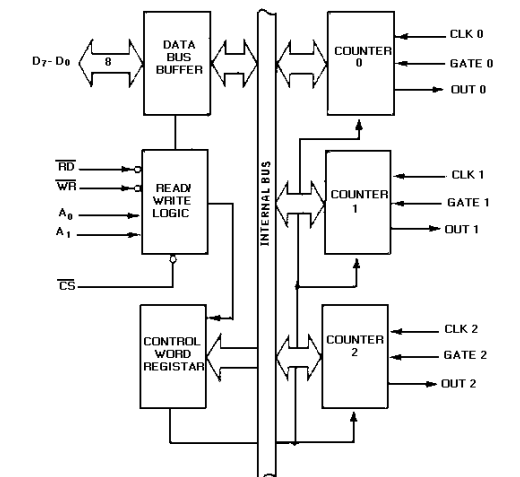 DATA
BUS
BUFFER
D7- D0
8
COUNTER
0
CLK 0
GATE 0
OUT 0
RD
WR
A0
A1
CS
READ/
WRITE
LOGIC
INTERNAL BUS
COUNTER
1
CLK 1
GATE 1
OUT 1
CONTROL
WORD
REGISTAR
COUNTER
2
CLK 2
GATE 2
OUT 2